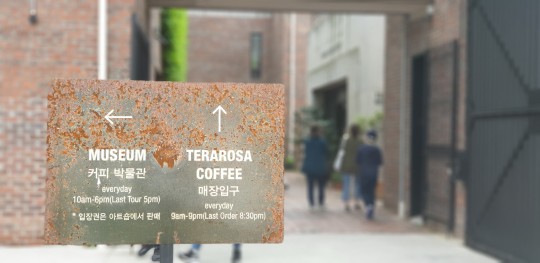 MUSEUM
커피 박물관
everyday
10am-6pm(Last Tour 5pm)
* 입장권은 아트숍에서 판매
TERAROSA
COFFEE
매장입구
everyday
9am-9pm(Last Order 8:30pm)